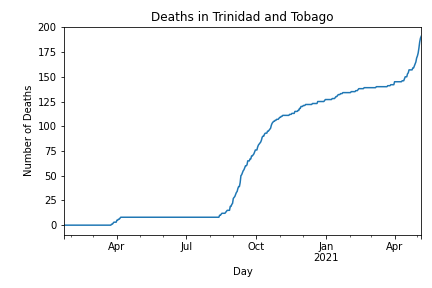 Deaths in Trinidad and Tobago
Number of Deaths
200
175
150
125
100
75
50
25
0
Apr
Jul
Oct
Jan
2021
Apr
Day